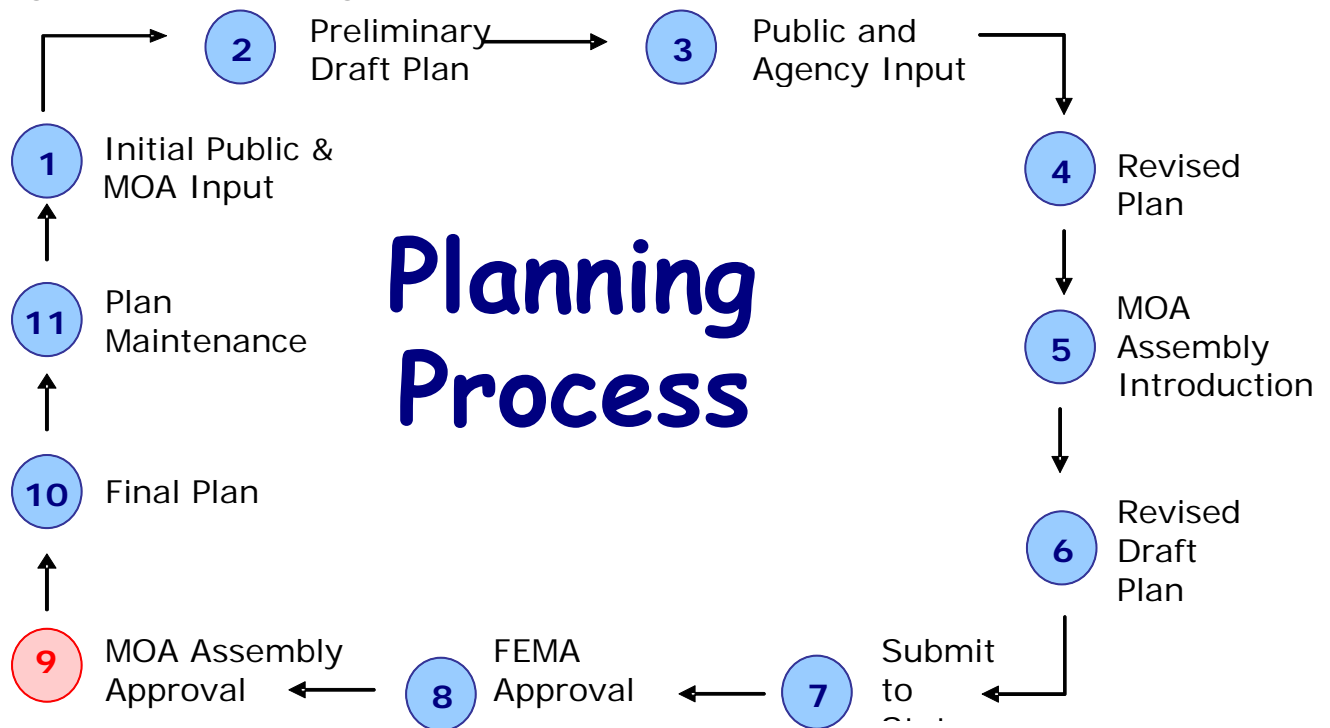 2
Preliminary
Draft Plan
3
Public and
Agency Input
1
Initial Public &
MOA Input
4
Revised
Plan
Planning
Process
11
Plan
Maintenance
5
MOA
Assembly
Introduction
10
Final Plan
6
Revised
Draft
Plan
9
MOA Assembly
Approval
8
FEMA
Approval
7
Submit
to